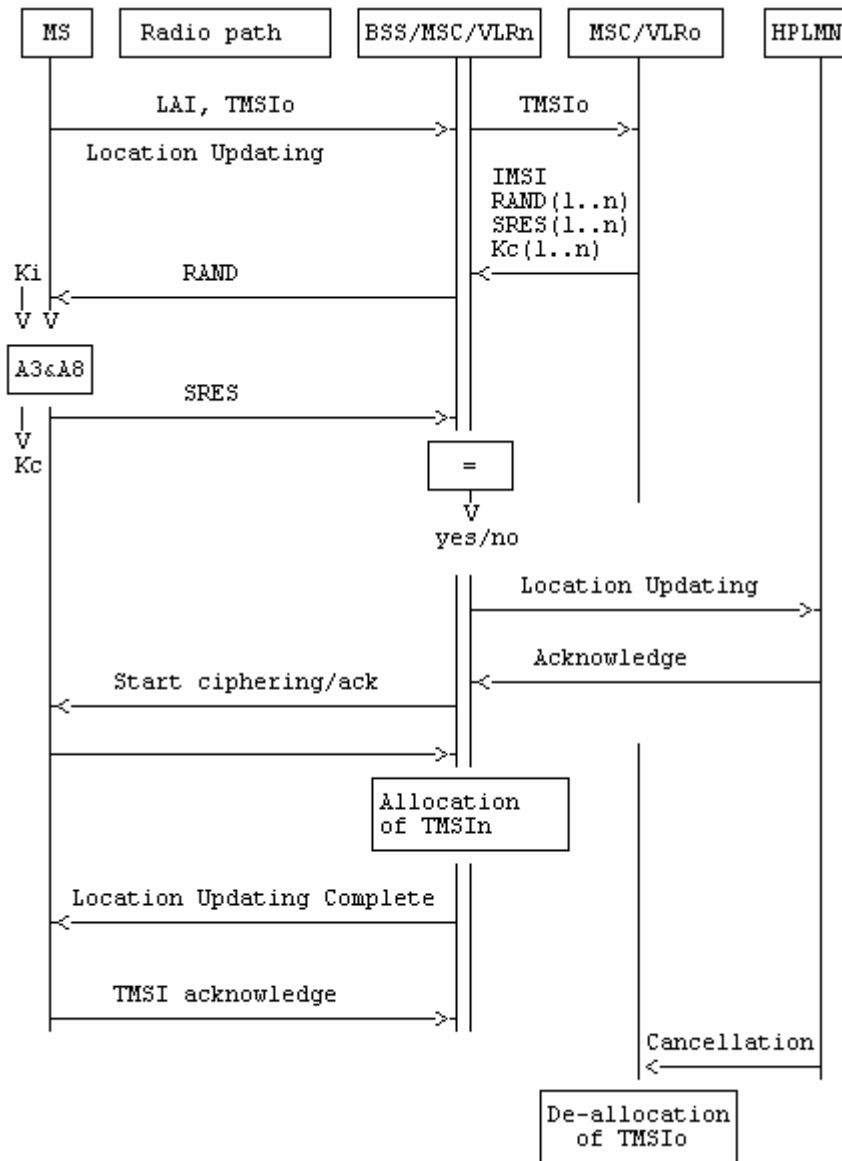 MS
Radio path
BSS/MSC/VLRn
MSC/VLRo
HPLMN
LAI, TMSIo
TMSIo
Location Updating
IMSI
RAND(1..n)
SRES(1..n)
Kc(1..n)
Ki
RAND
V V
A3&A8
SRES
V
Kc
=
V
yes/no
Location Updating
Acknowledge
Start ciphering/ack
Allocation
of TMSIn
Location Updating Complete
TMSI acknowledge
Cancellation
De-allocation
of TMSIo